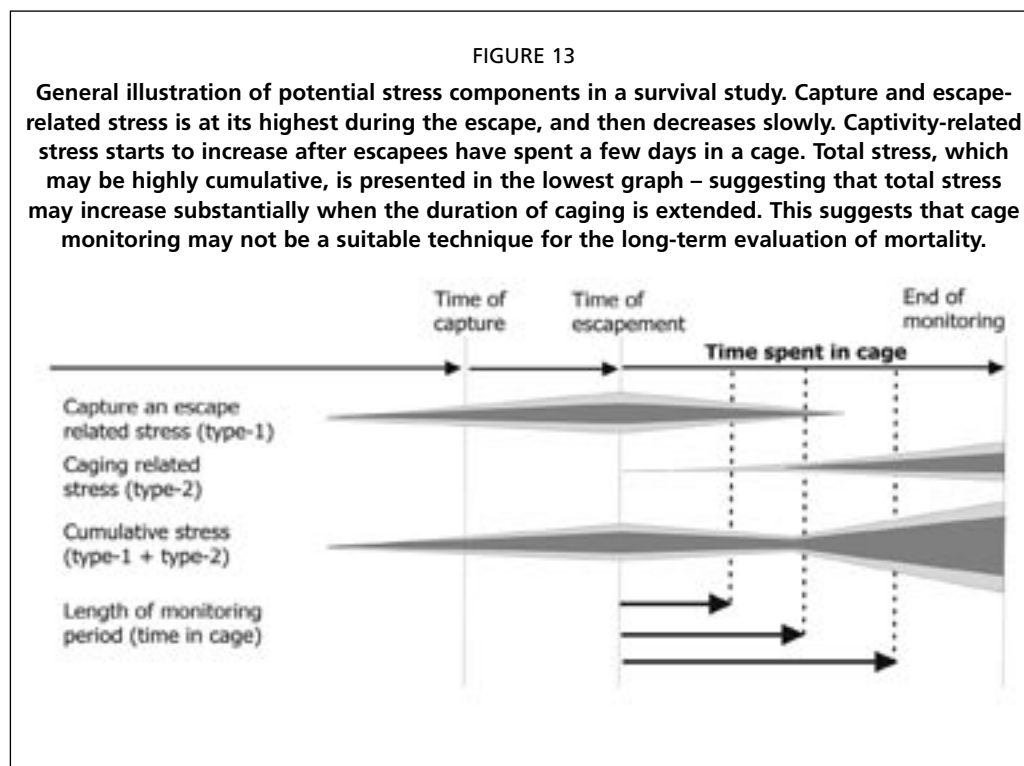 FIGURE 13
General illustration of potential stress components in a survival study. Capture and escape-
related stress is at its highest during the escape, and then decreases slowly. Captivity-related
stress starts to increase after escapees have spent a few days in a cage. Total stress, which
may be highly cumulative, is presented in the lowest graph – suggesting that total stress
may increase substantially when the duration of caging is extended. This suggests that cage
monitoring may not be a suitable technique for the long-term evaluation of mortality.
Time of
capture
Time of
escapement
End of
monitoring
Time spent in cage
Capture an escape
related stress (type-1)
Caging related
stress (type-2)
Cumulative stress
(type-1 + type-2)
Length of monitoring
period (time in cage)